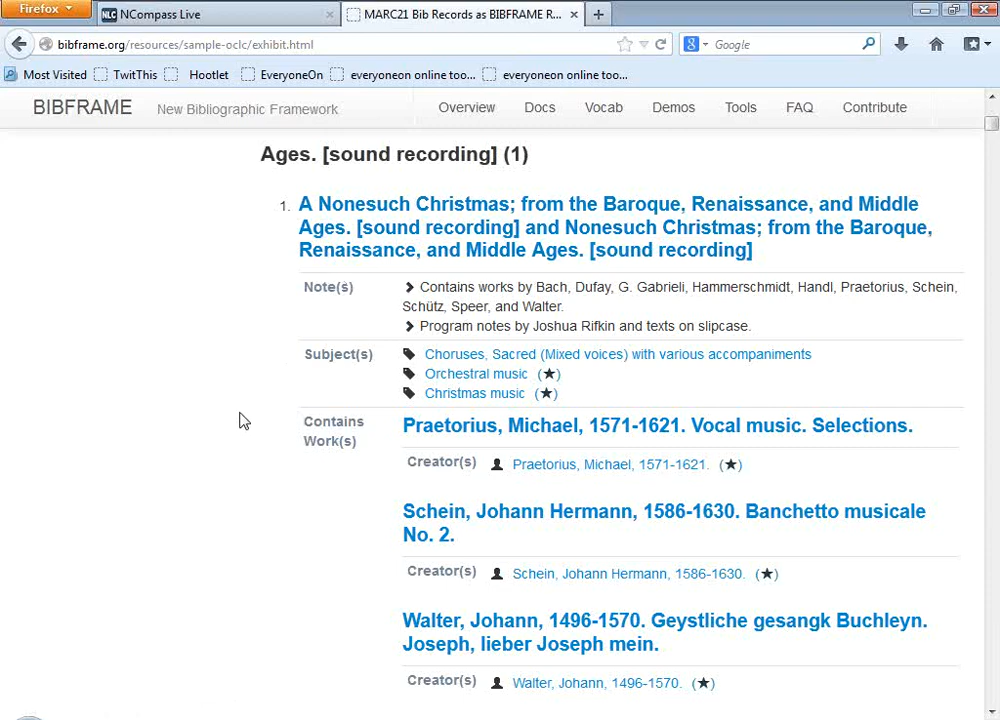 Firefox
NLC NCompass Live
MARC21 Bib Records as BIBFRAME R...
bibframe.org/resources/sample-oclc/exhibit.html
Google
Most Visited
TwitThis
Hootlet
EveryoneOn
everyoneon online too...
everyoneon online too...
BIBFRAME
New Bibliographic Framework
Overview
Docs
Vocab
Demos
Tools
FAQ
Contribute
Ages. [sound recording] (1)
1. A Nonesuch Christmas; from the Baroque, Renaissance, and Middle
Ages. [sound recording] and Nonesuch Christmas; from the Baroque,
Renaissance, and Middle Ages. [sound recording]
Note(s)
Contains works by Bach, Dufay, G. Gabrieli, Hammerschmidt, Handl, Praetorius, Schein,
Schütz, Speer, and Walter.
Program notes by Joshua Rifkin and texts on slipcase.
Subject(s)
Choruses, Sacred (Mixed voices) with various accompaniments
Orchestral music (★)
Christmas music (★)
Contains
Work(s)
Praetorius, Michael, 1571-1621. Vocal music. Selections.
Creator(s)
Praetorius, Michael, 1571-1621. (★)
Schein, Johann Hermann, 1586-1630. Banchetto musicale
No. 2.
Creator(s)
Schein, Johann Hermann, 1586-1630. (★)
Walter, Johann, 1496-1570. Geystliche gesangk Buchleyn.
Joseph, lieber Joseph mein.
Creator(s)
Walter, Johann, 1496-1570. (★)